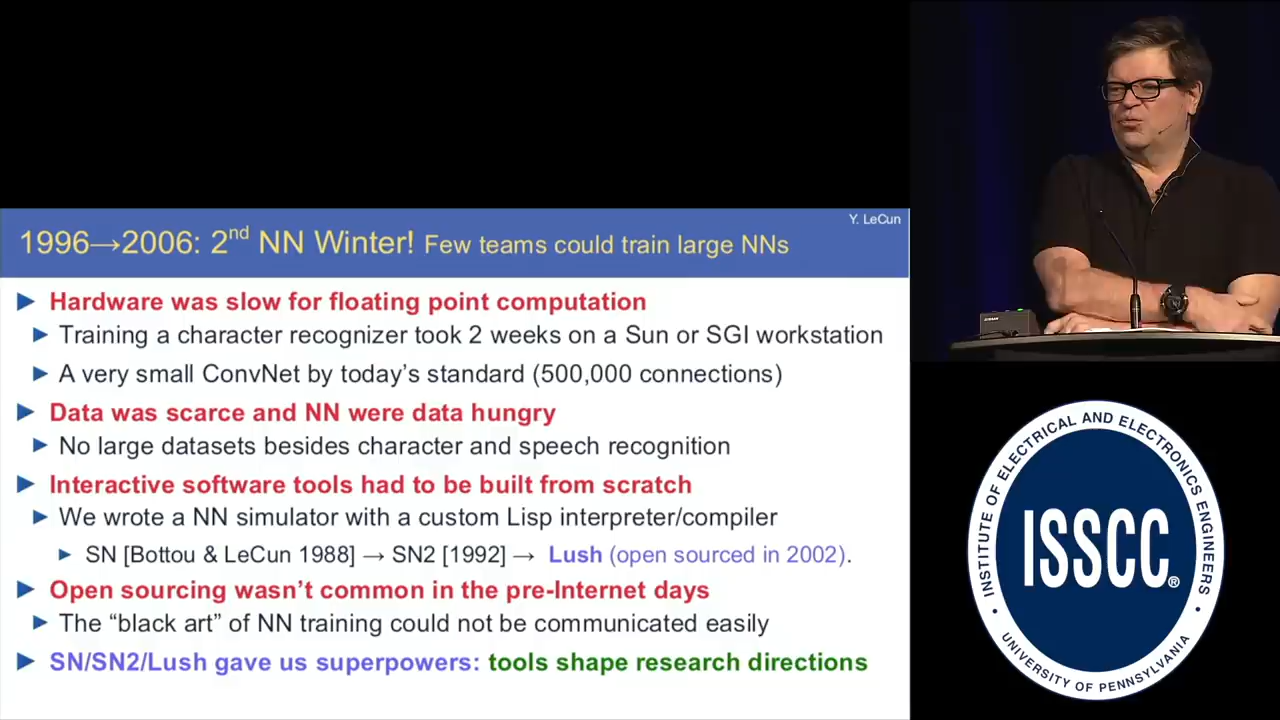 Y. LeCun
1996→2006: 2nd NN Winter! Few teams could train large NNs
► Hardware was slow for floating point computation
► Training a character recognizer took 2 weeks on a Sun or SGI workstation
► A very small ConvNet by today's standard (500,000 connections)
► Data was scarce and NN were data hungry
► No large datasets besides character and speech recognition
► Interactive software tools had to be built from scratch
► We wrote a NN simulator with a custom Lisp interpreter/compiler
► SN [Bottou & LeCun 1988] → SN2 [1992] → Lush (open sourced in 2002).
► Open sourcing wasn't common in the pre-Internet days
► The “black art” of NN training could not be communicated easily
► SN/SN2/Lush gave us superpowers: tools shape research directions
INSTITUTE OF ELECTRICAL AND ELECTRONICS ENGINEERS
ISSCC®
• UNIVERSITY OF PENNSYLVANIA •